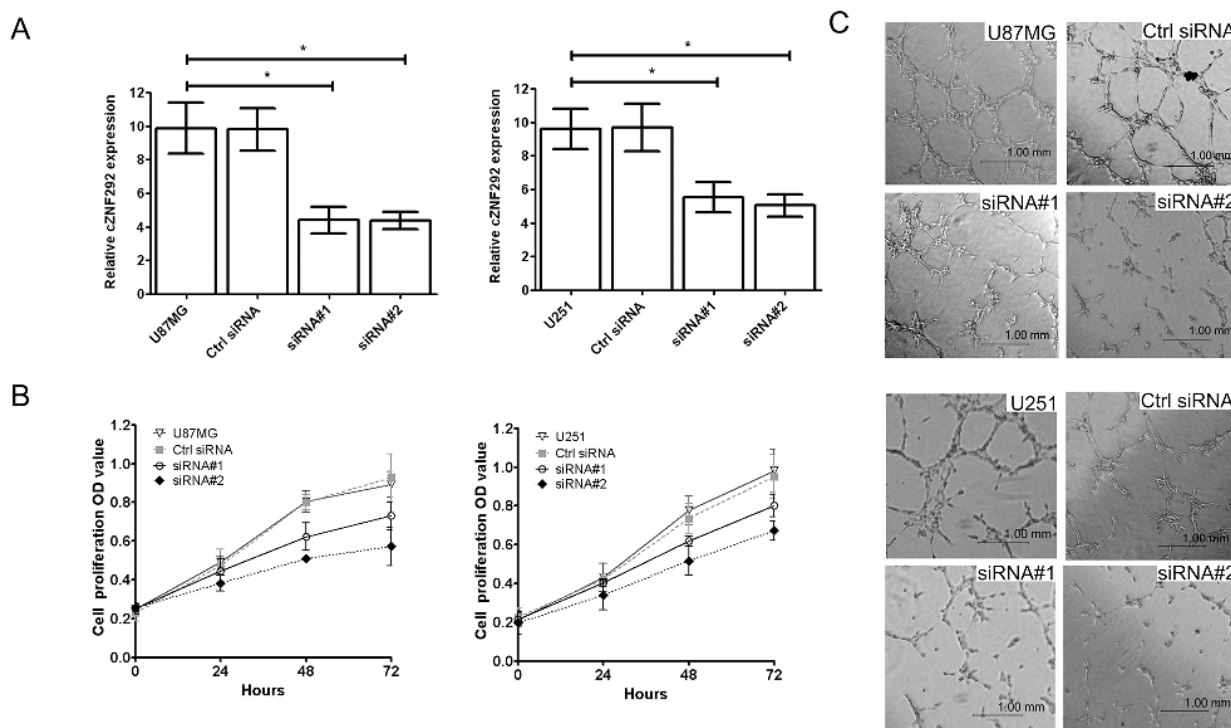 A
*
*
Relative cZNF292 expression
14
12
10
8
6
4
2
0
U87MG
Ctrl siRNA
siRNA#1
siRNA#2
*
*
Relative cZNF292 expression
14
12
10
8
6
4
2
0
U251
Ctrl siRNA
siRNA#1
siRNA#2
B
Cell proliferation OD value
1.2
1.0
0.8
0.6
0.4
0.2
0.0
U87MG
Ctrl siRNA
siRNA#1
siRNA#2
0 24 48 72
Hours
Cell proliferation OD value
1.2
1.0
0.8
0.6
0.4
0.2
0.0
U251
Ctrl siRNA
siRNA#1
siRNA#2
0 24 48 72
Hours
C
U87MG
1.00 mm
Ctrl siRNA
1.00 mm
siRNA#1
1.00 mm
siRNA#2
1.00 mm
U251
1.00 mm
Ctrl siRNA
1.00 mm
siRNA#1
1.00 mm
siRNA#2
1.00 mm